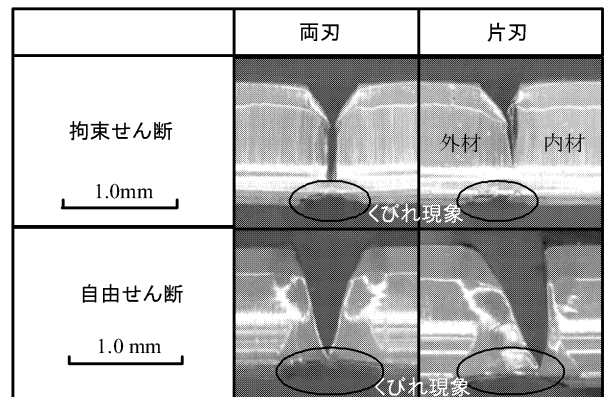 両刃
片刃
拘束せん断
1.0mm
外材
内材
くびれ現象
自由せん断
1.0 mm
くびれ現象